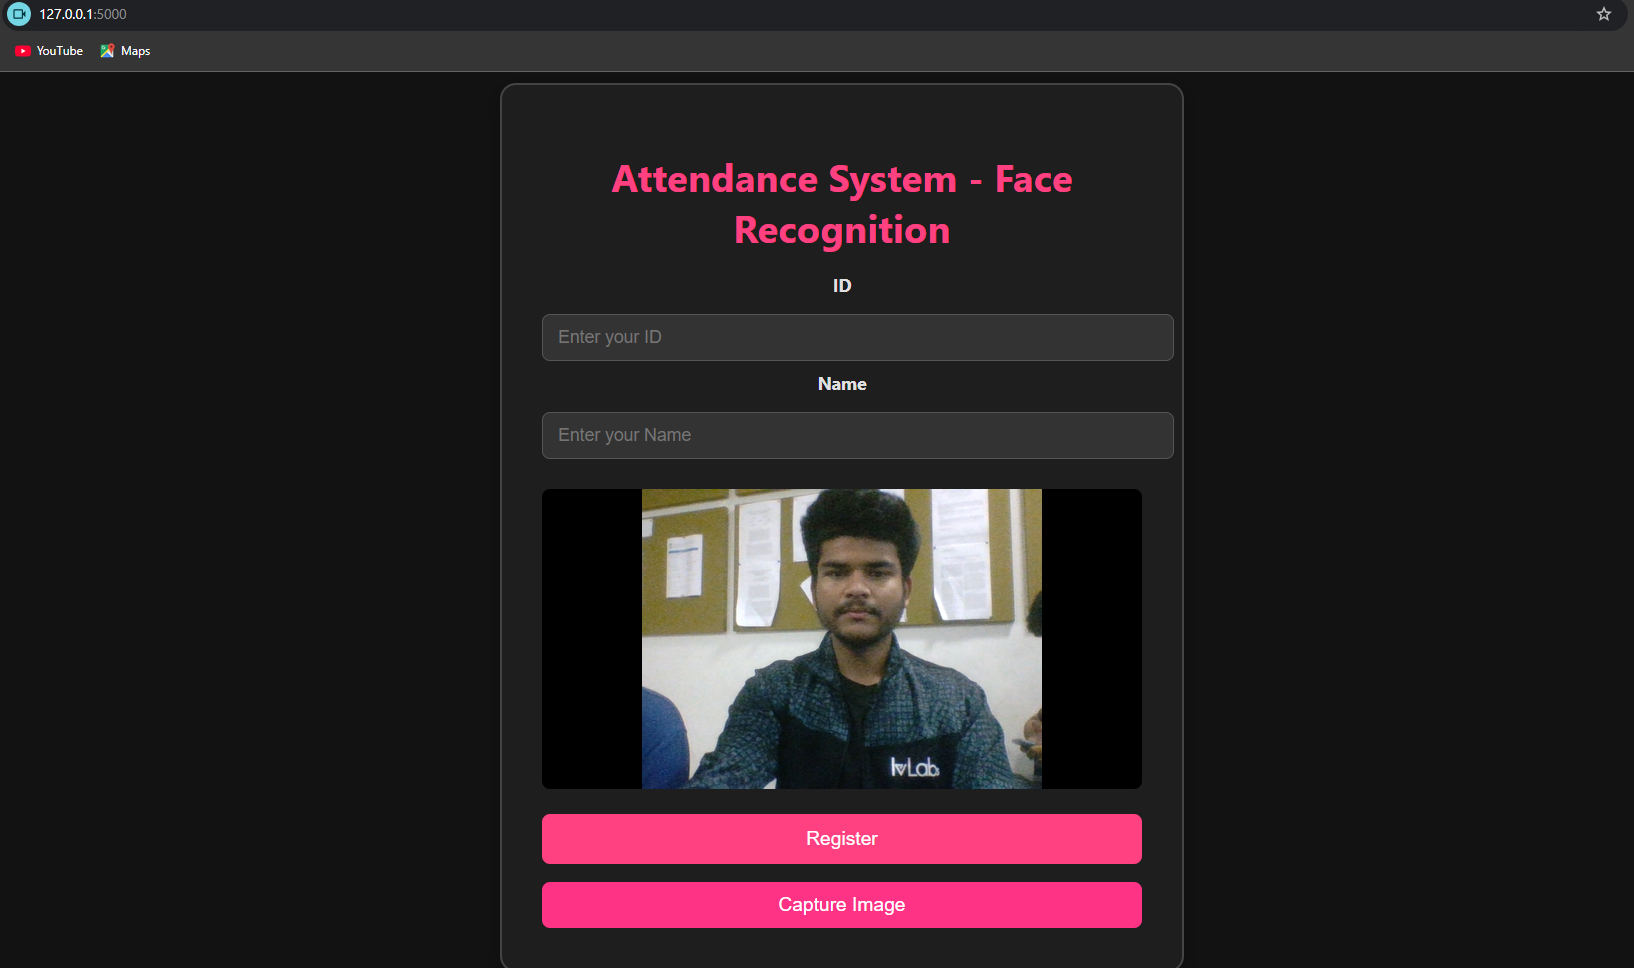 127.0.0.1:5000
YouTube Maps
Attendance System - Face
Recognition
ID
Enter your ID
Name
Enter your Name
IvLabs
Register
Capture Image